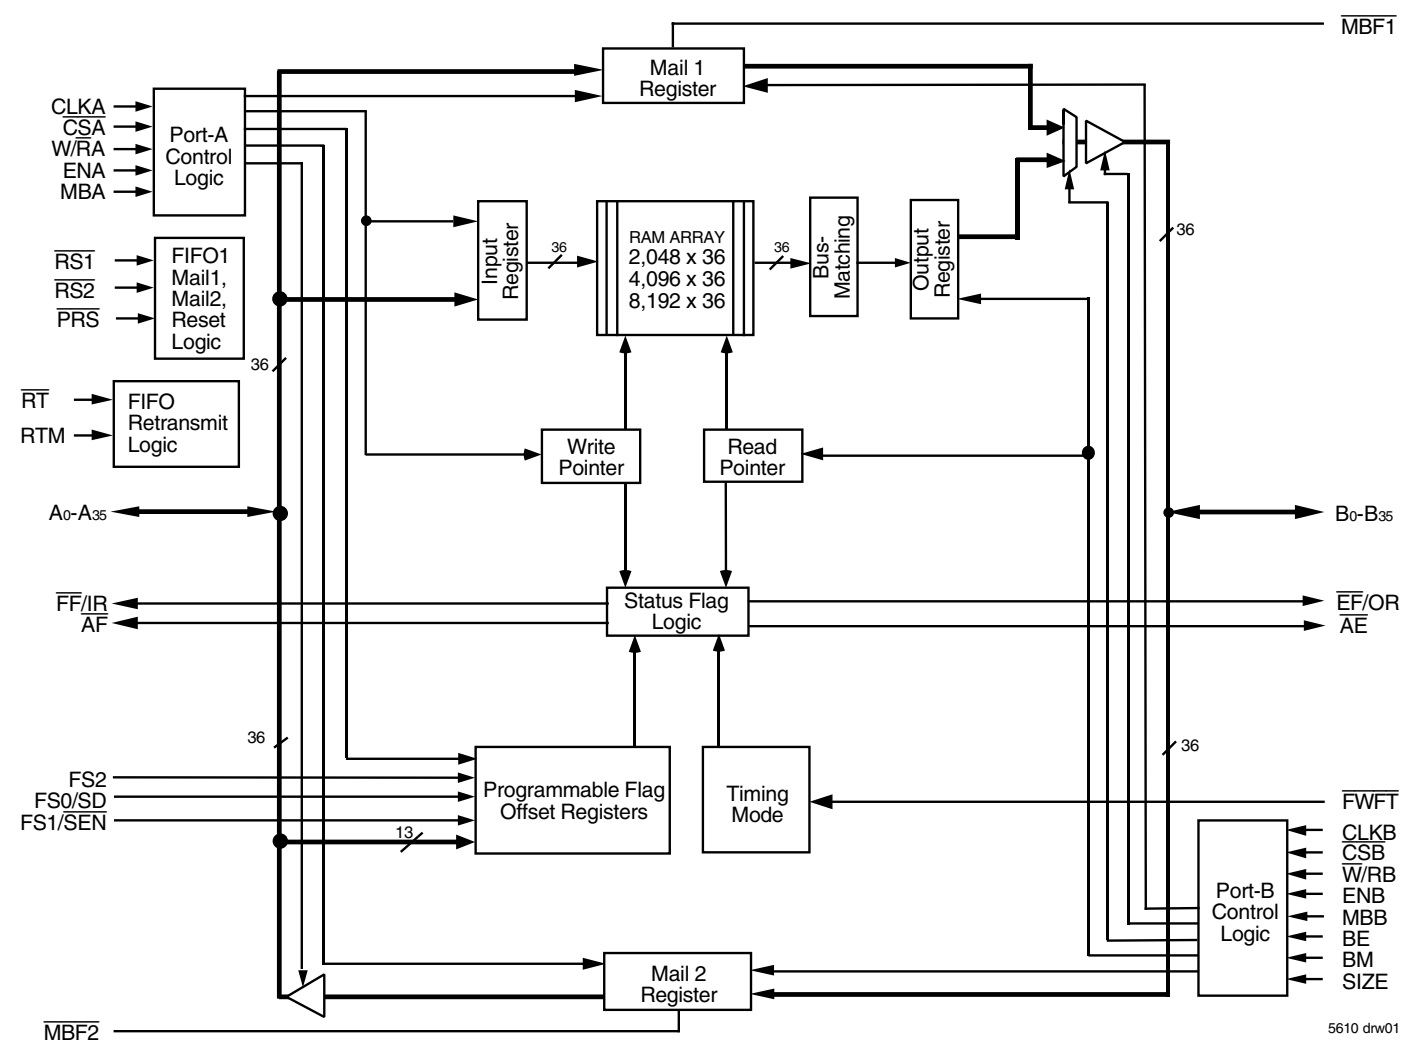 MBF1
Mail 1
Register
CLKA
CSA
W/RA
ENA
MBA
Port-A
Control
Logic
36
RS1
RS2
PRS
FIFO1
Mail1,
Mail2,
Reset
Logic
Input
Register
36
RAM ARRAY
2,048 x 36
4,096 x 36
8,192 x 36
36
Bus-
Matching
Output
Register
36
RT
RTM
FIFO
Retransmit
Logic
Write
Pointer
Read
Pointer
A0-A35
B0-B35
FF/IR
AF
Status Flag
Logic
EF/OR
AE
36
36
FS2
FS0/SD
FS1/SEN
13
Programmable Flag
Offset Registers
Timing
Mode
FWFT
CLKB
CSB
W/RB
ENB
MBB
BE
BM
SIZE
Port-B
Control
Logic
Mail 2
Register
MBF2
5610 drw01